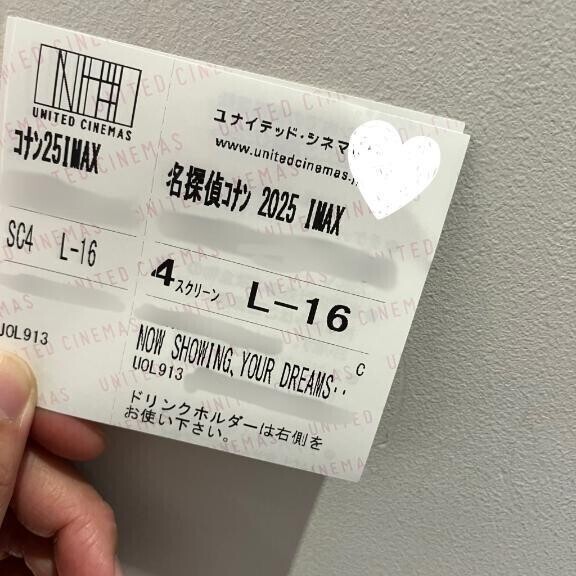 UNITED CINEMAS
コナン25IMAX
SC4 L-16
UOL913
ユナイテッド・シネマ
www.unitedcinemas.
名探偵コナン 2025 IMAX
4スクリーン L-16
NOW SHOWING,YOUR DREAMS‥
C
UOL913
ドリンクホルダーは右側を
お使い下さい。